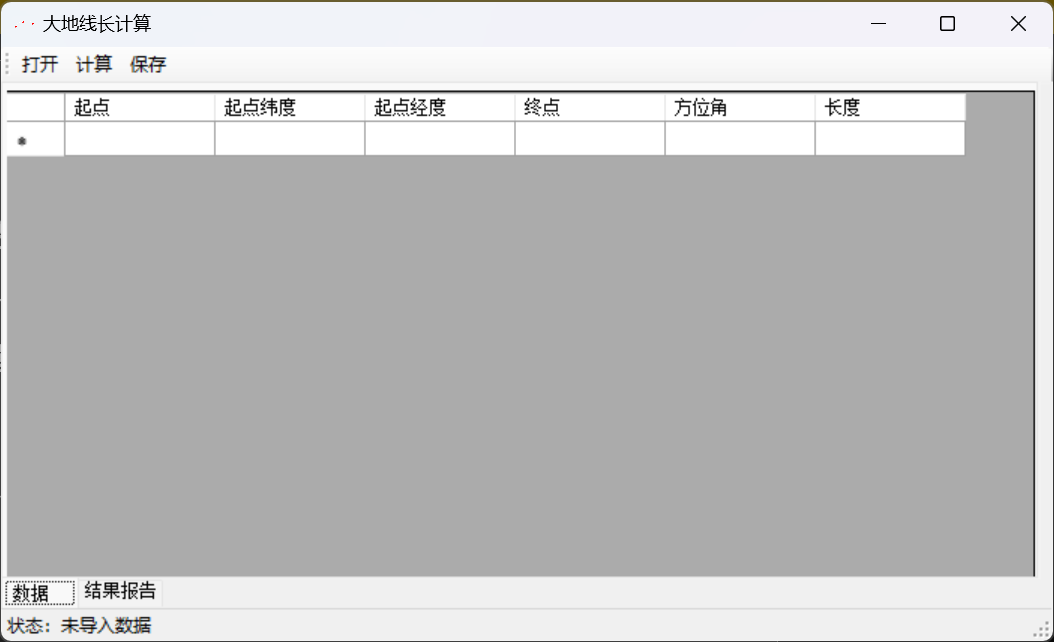 大地线长计算
打开 计算 保存
起点 起点纬度 起点经度 终点 方位角 长度
数据 结果报告
状态：未导入数据